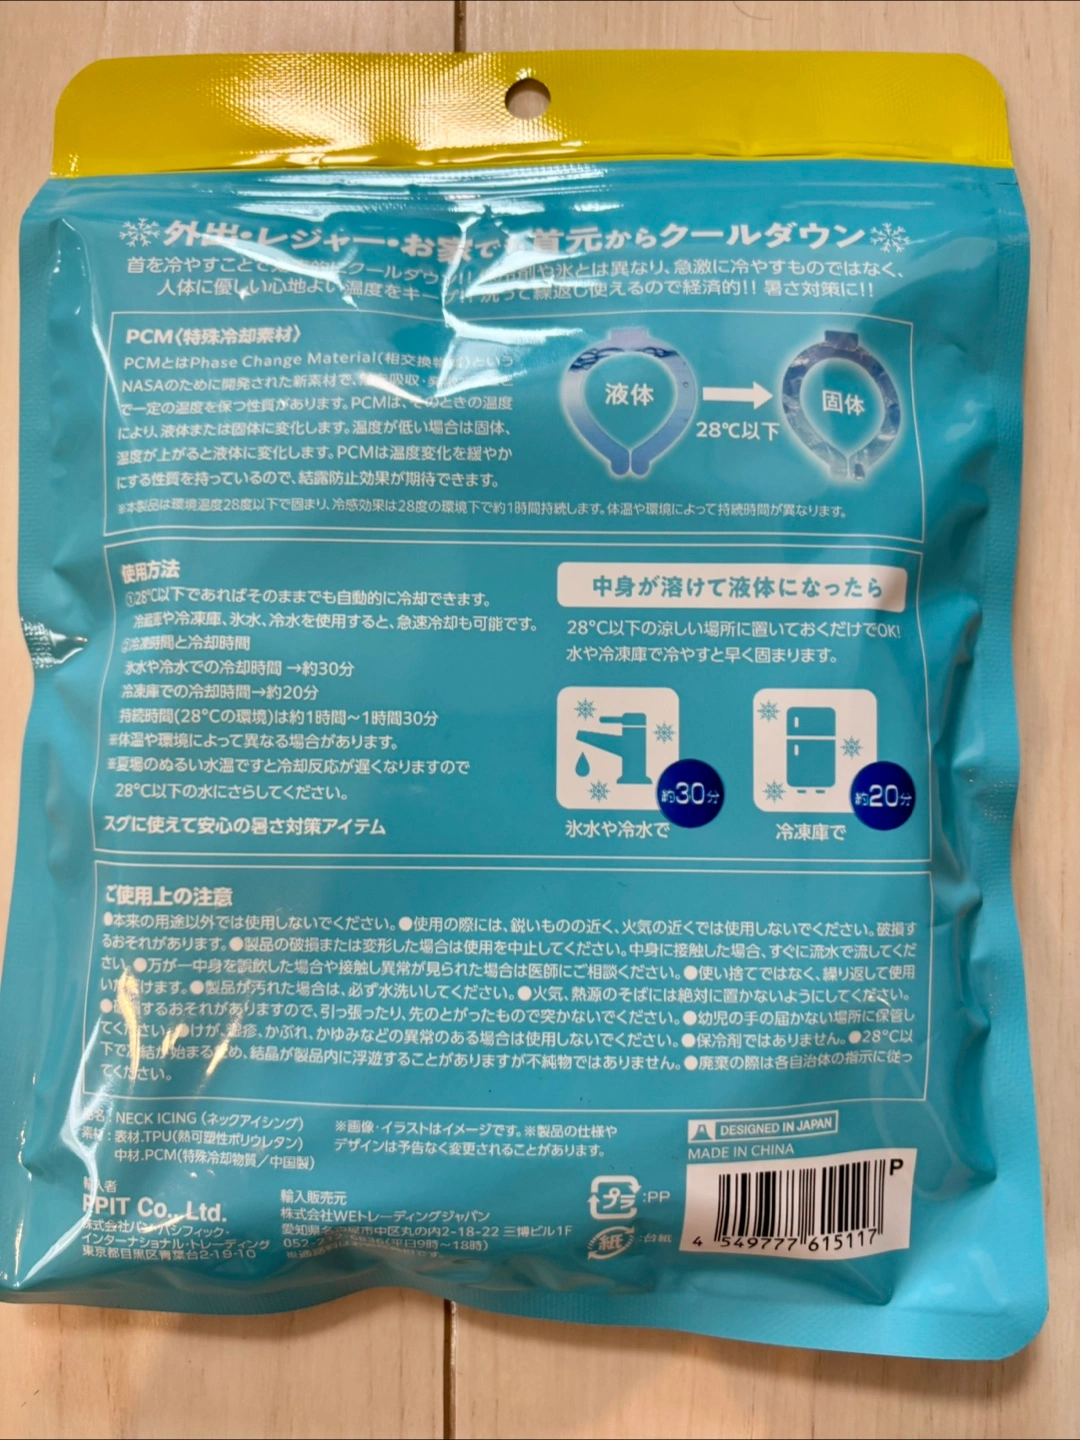 外出・レジャー・お家で 首元からクールダウン
首を冷やすことで クールダウン!! や氷とは異なり、急激に冷やすものではなく、
人体に優しい心地よい温度をキープ!! 洗って繰返し使えるので経済的!! 暑さ対策に!!
PCM〈特殊冷却素材〉
PCMとはPhase Change Material(相交換物質)という
NASAのために開発された新素材で、 吸収・
で一定の温度を保つ性質があります。PCMは、そのときの温度
により、液体または固体に変化します。温度が低い場合は固体、
温度が上がると液体に変化します。PCMは温度変化を緩やか
にする性質を持っているので、結露防止効果が期待できます。
液体
28℃以下
固体
※本製品は環境温度28度以下で固まり、冷感効果は28度の環境下で約1時間持続します。体温や環境によって持続時間が異なります。
使用方法
①28℃以下であればそのままでも自動的に冷却できます。
冷蔵庫や冷凍庫、氷水、冷水を使用すると、急速冷却も可能です。
②冷凍時間と冷却時間
氷水や冷水での冷却時間 →約30分
冷凍庫での冷却時間→約20分
持続時間(28℃の環境)は約1時間〜1時間30分
※体温や環境によって異なる場合があります。
※夏場のぬるい水温ですと冷却反応が遅くなりますので
28℃以下の水にさらしてください。
スグに使えて安心の暑さ対策アイテム
中身が溶けて液体になったら
28℃以下の涼しい場所に置いておくだけでOK!
水や冷凍庫で冷やすと早く固まります。
約30分
氷水や冷水で
約20分
冷凍庫で
ご使用上の注意
●本来の用途以外では使用しないでください。●使用の際には、鋭いものの近く、火気の近くでは使用しないでください。破損す
るおそれがあります。●製品の破損または変形した場合は使用を中止してください。中身に接触した場合、すぐに流水で流してくだ
さい。●万が一中身を誤飲した場合や接触し異常が見られた場合は医師にご相談ください。●使い捨てではなく、繰り返して使用
いただけます。●製品が汚れた場合は、必ず水洗いしてください。●火気、熱源のそばには絶対に置かないようにしてください。
●破損するおそれがありますので、引っ張ったり、先のとがったもので突かないでください。●幼児の手の届かない場所に保管し
てください。●けが、湿疹、かぶれ、かゆみなどの異常のある場合は使用しないでください。●保冷剤ではありません。●28℃以
下で凍結が始まるため、結晶が製品内に浮遊することがありますが不純物ではありません。●廃棄の際は各自治体の指示に従っ
てください。
品名：NECK ICING（ネックアイシング）
素材：表材.TPU(熱可塑性ポリウレタン)
中材.PCM(特殊冷却物質／中国製)
※画像・イラストはイメージです。※製品の仕様や
デザインは予告なく変更されることがあります。
DESIGNED IN JAPAN
MADE IN CHINA
輸入者
PPIT Co., Ltd.
株式会社パン・パシフィック・
インターナショナル・トレーディング
東京都目黒区青葉台2-19-10
輸入販売元
株式会社WEトレーディングジャパン
愛知県名古屋市中区丸の内2-18-22 三博ビル1F
(平日9時〜18時)
プラ :PP
紙 :台紙
P
4 549777 615117